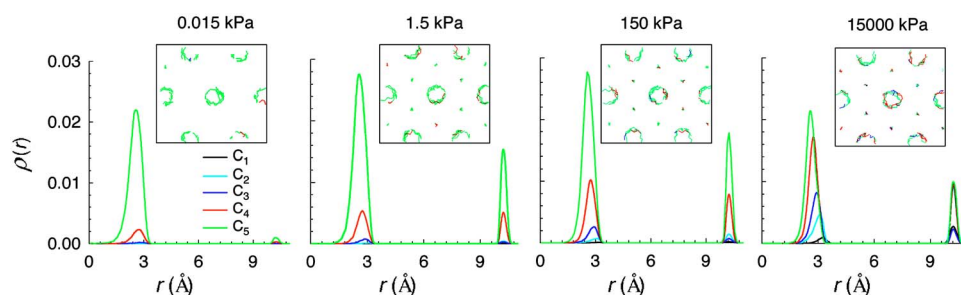 0.015 kPa
1.5 kPa
150 kPa
15000 kPa
ρ(r)
0.03
0.02
0.01
0.00
C₁
C₂
C₃
C₄
C₅
0 3 6 9
0 3 6 9
0 3 6 9
0 3 6 9
r (Å)
r (Å)
r (Å)
r (Å)